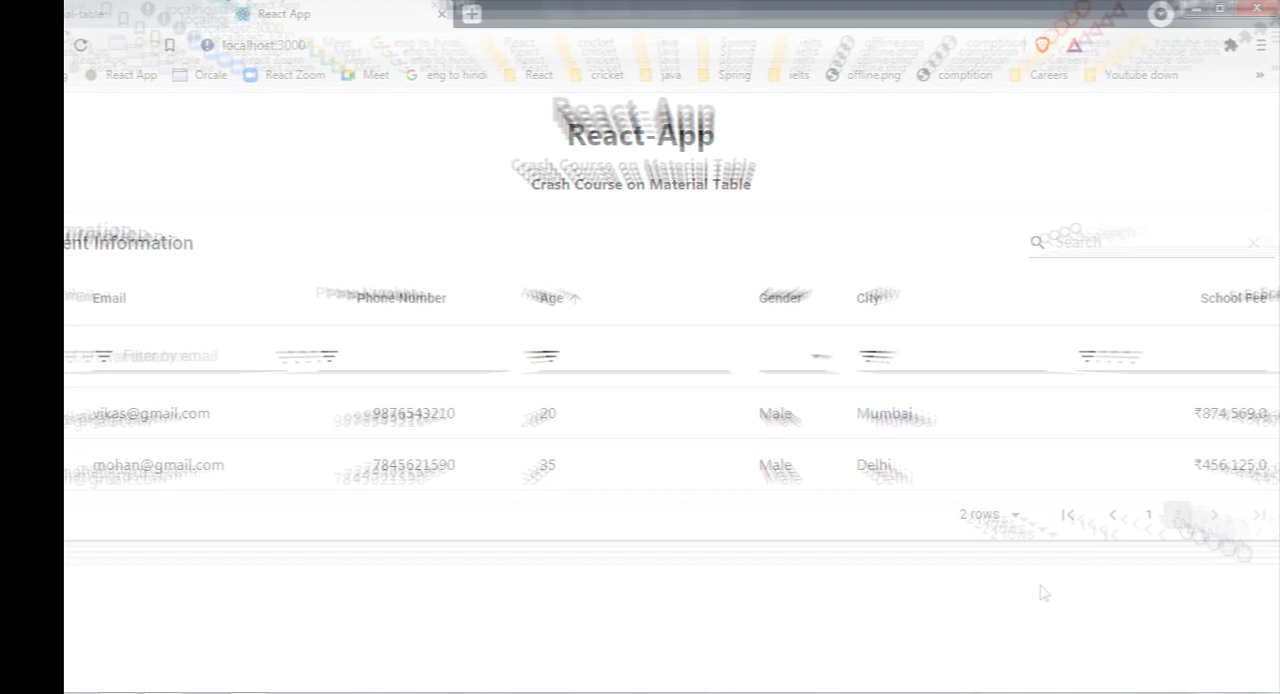 React App
localhost:3000
React App Orcale React Zoom Meet eng to hindi React cricket java Spring ielts offline.png comptition Careers Youtube down
React-App
Crash Course on Material Table
ent Information Search
Email Phone Number Age Gender City School Fee
Filter by email
vikas@gmail.com 9876543210 20 Male Mumbai ₹874,569.0
mohan@gmail.com 7845621590 35 Male Delhi ₹456,125.0
2 rows 1 2